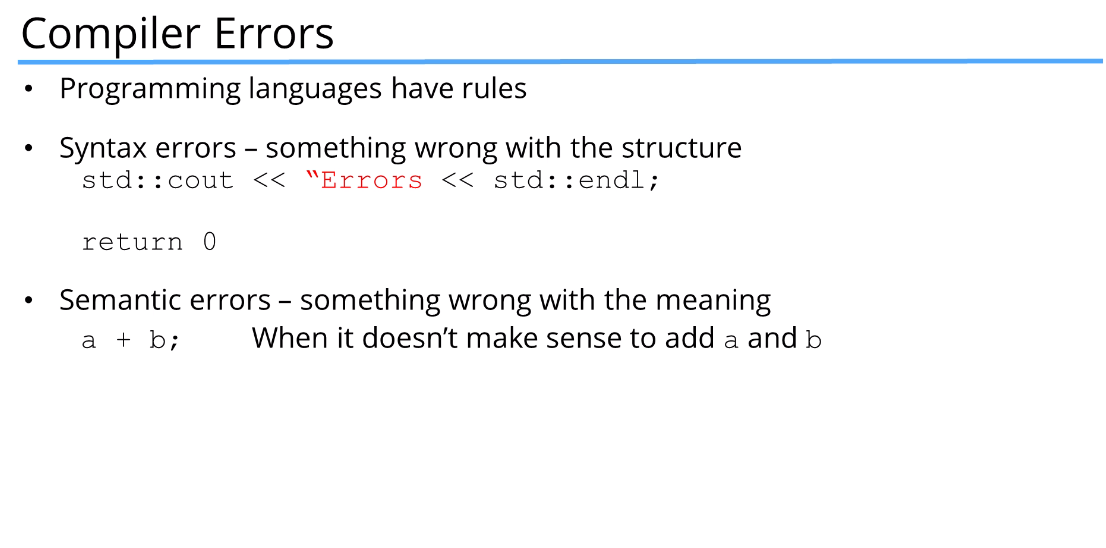 Compiler Errors
• Programming languages have rules
• Syntax errors – something wrong with the structure
std::cout << “Errors << std::endl;
return 0
• Semantic errors – something wrong with the meaning
a + b; When it doesn’t make sense to add a and b